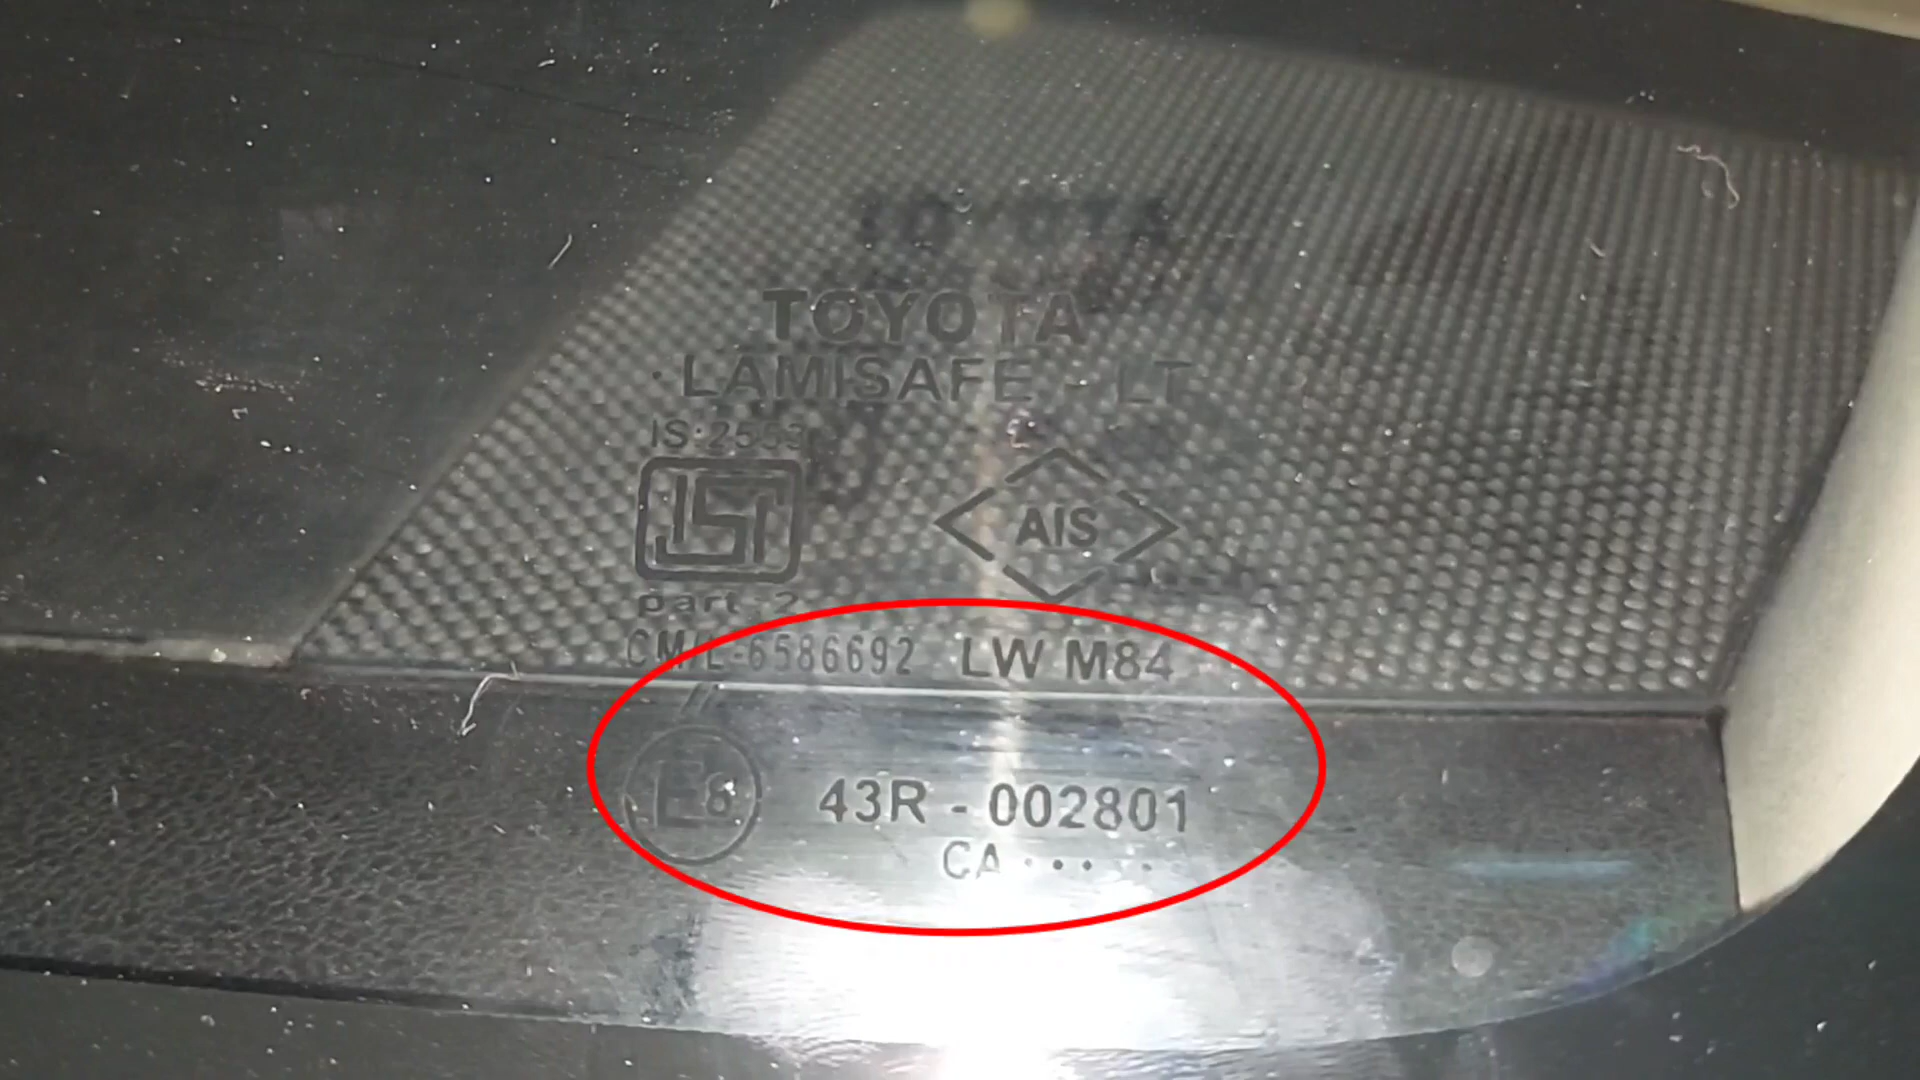 TOYOTA
LAMISAFE - LT
IS:2553
ISI
AIS
part-2
CM/L-6586692 LW M84
//
E8 43R - 002801
CA · • • ·